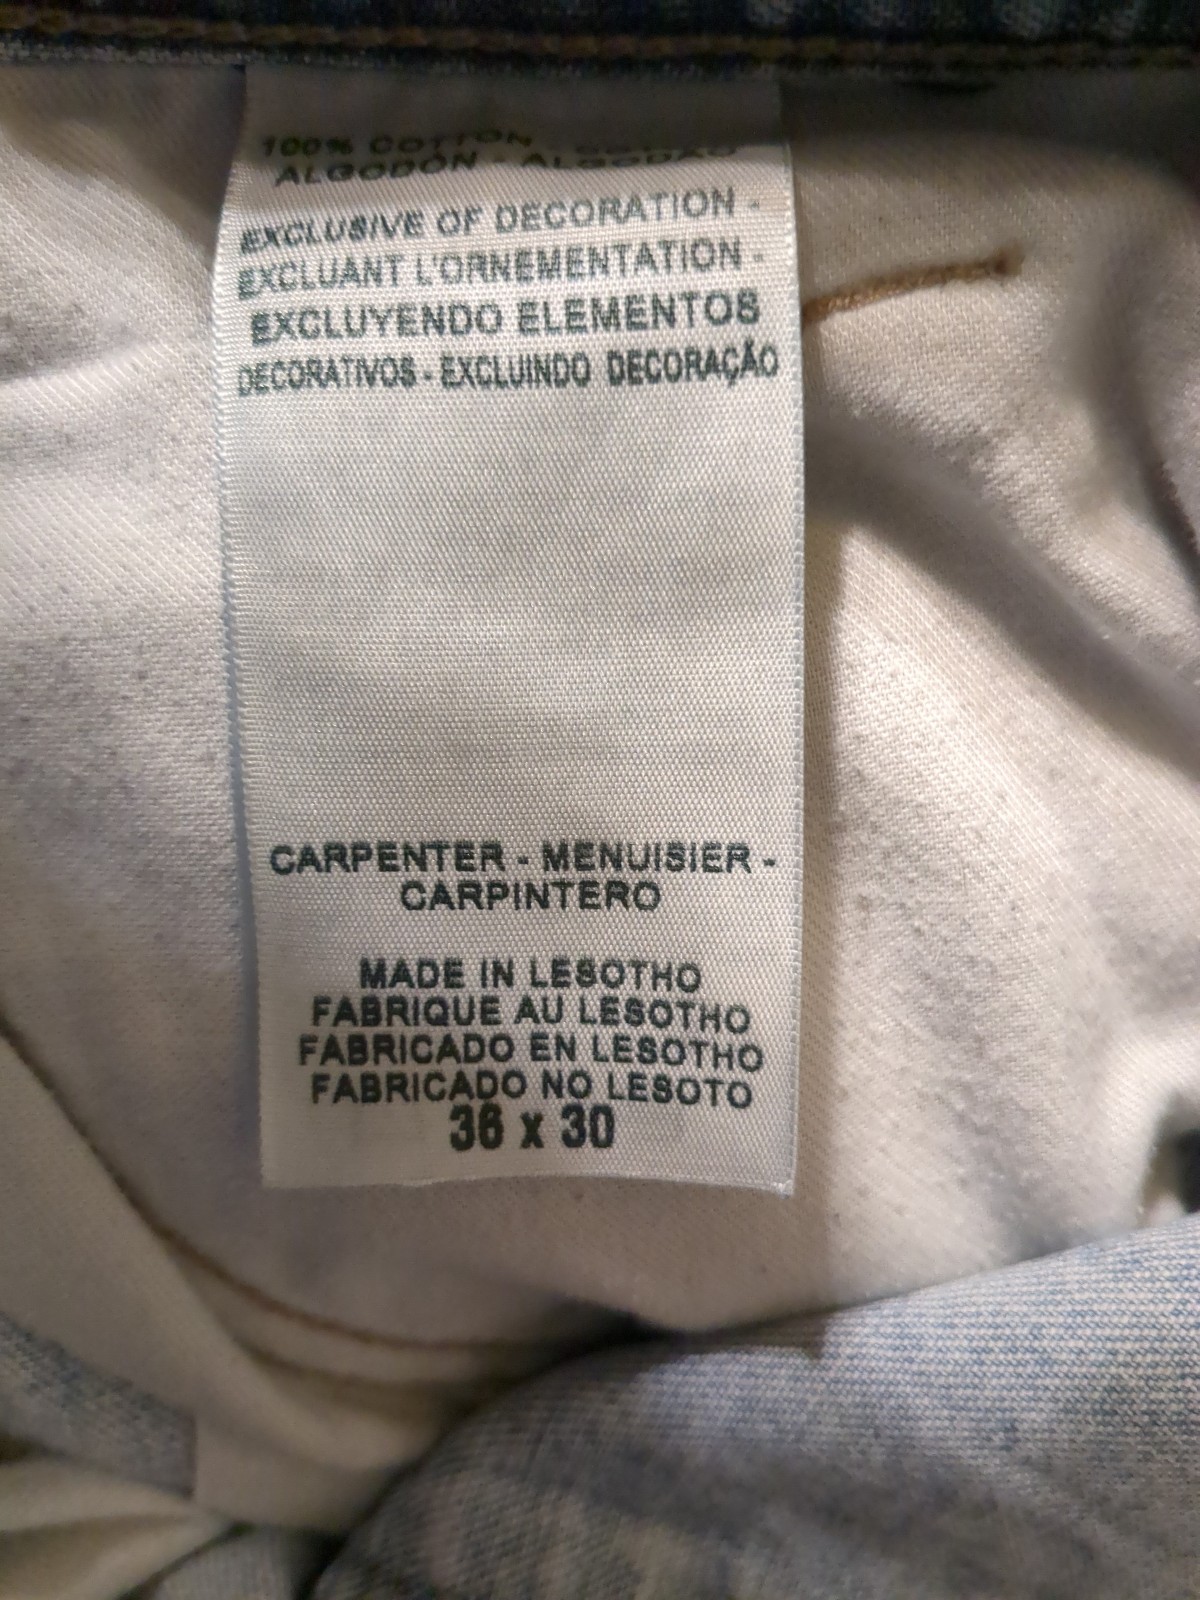 100% COTTON -
ALGODÓN - ALGODÃO
EXCLUSIVE OF DECORATION -
EXCLUANT L'ORNEMENTATION -
EXCLUYENDO ELEMENTOS
DECORATIVOS - EXCLUINDO DECORAÇÃO
CARPENTER - MENUISIER -
CARPINTERO
MADE IN LESOTHO
FABRIQUE AU LESOTHO
FABRICADO EN LESOTHO
FABRICADO NO LESOTO
36 x 30